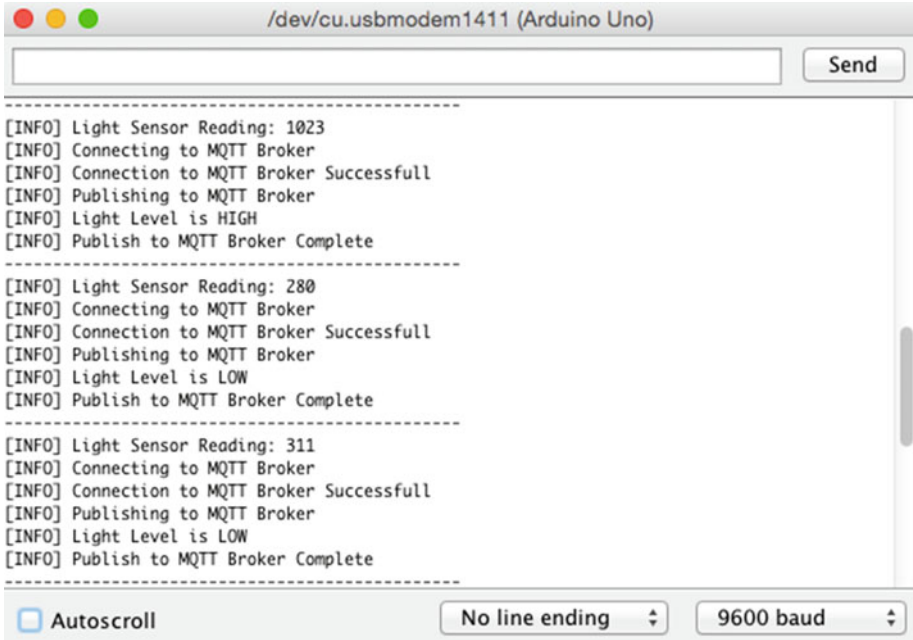 /dev/cu.usbmodem1411 (Arduino Uno)
Send
----------------------------------------------
[INFO] Light Sensor Reading: 1023
[INFO] Connecting to MQTT Broker
[INFO] Connection to MQTT Broker Successfull
[INFO] Publishing to MQTT Broker
[INFO] Light Level is HIGH
[INFO] Publish to MQTT Broker Complete
----------------------------------------------
[INFO] Light Sensor Reading: 280
[INFO] Connecting to MQTT Broker
[INFO] Connection to MQTT Broker Successfull
[INFO] Publishing to MQTT Broker
[INFO] Light Level is LOW
[INFO] Publish to MQTT Broker Complete
----------------------------------------------
[INFO] Light Sensor Reading: 311
[INFO] Connecting to MQTT Broker
[INFO] Connection to MQTT Broker Successfull
[INFO] Publishing to MQTT Broker
[INFO] Light Level is LOW
[INFO] Publish to MQTT Broker Complete
----------------------------------------------
Autoscroll
No line ending
9600 baud